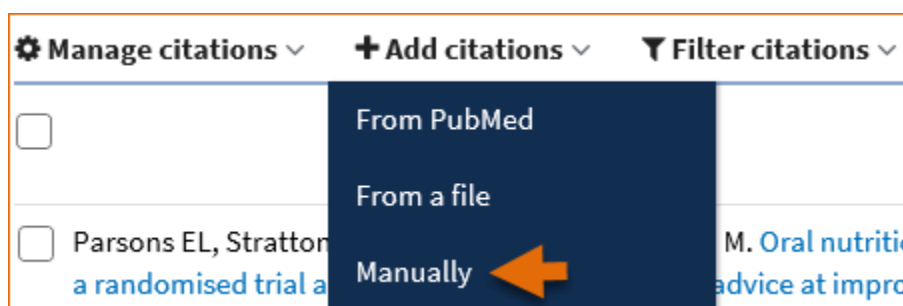 Manage citations
Add citations
Filter citations
From PubMed
From a file
Manually
Parsons EL, Stratton
M. Oral nutriti
a randomised trial a
advice at impro